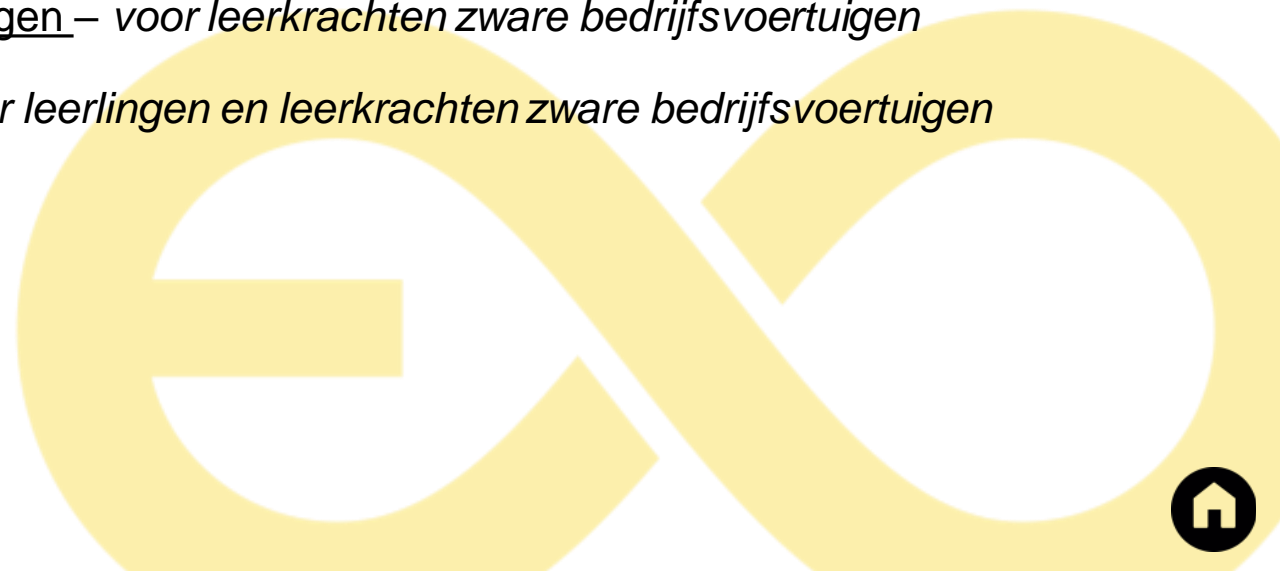 gen – voor leerkrachten zware bedrijfsvoertuigen
r leerlingen en leerkrachten zware bedrijfsvoertuigen